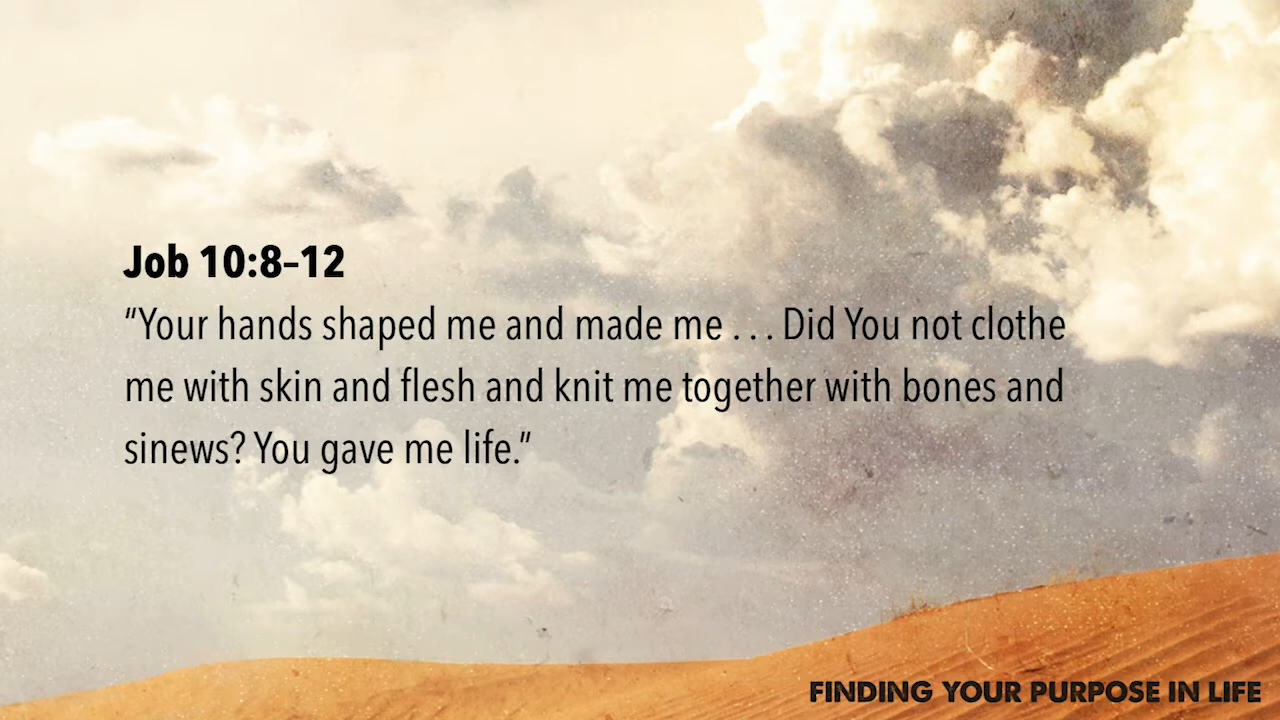 Job 10:8–12
"Your hands shaped me and made me . . . Did You not clothe
me with skin and flesh and knit me together with bones and
sinews? You gave me life."
FINDING YOUR PURPOSE IN LIFE